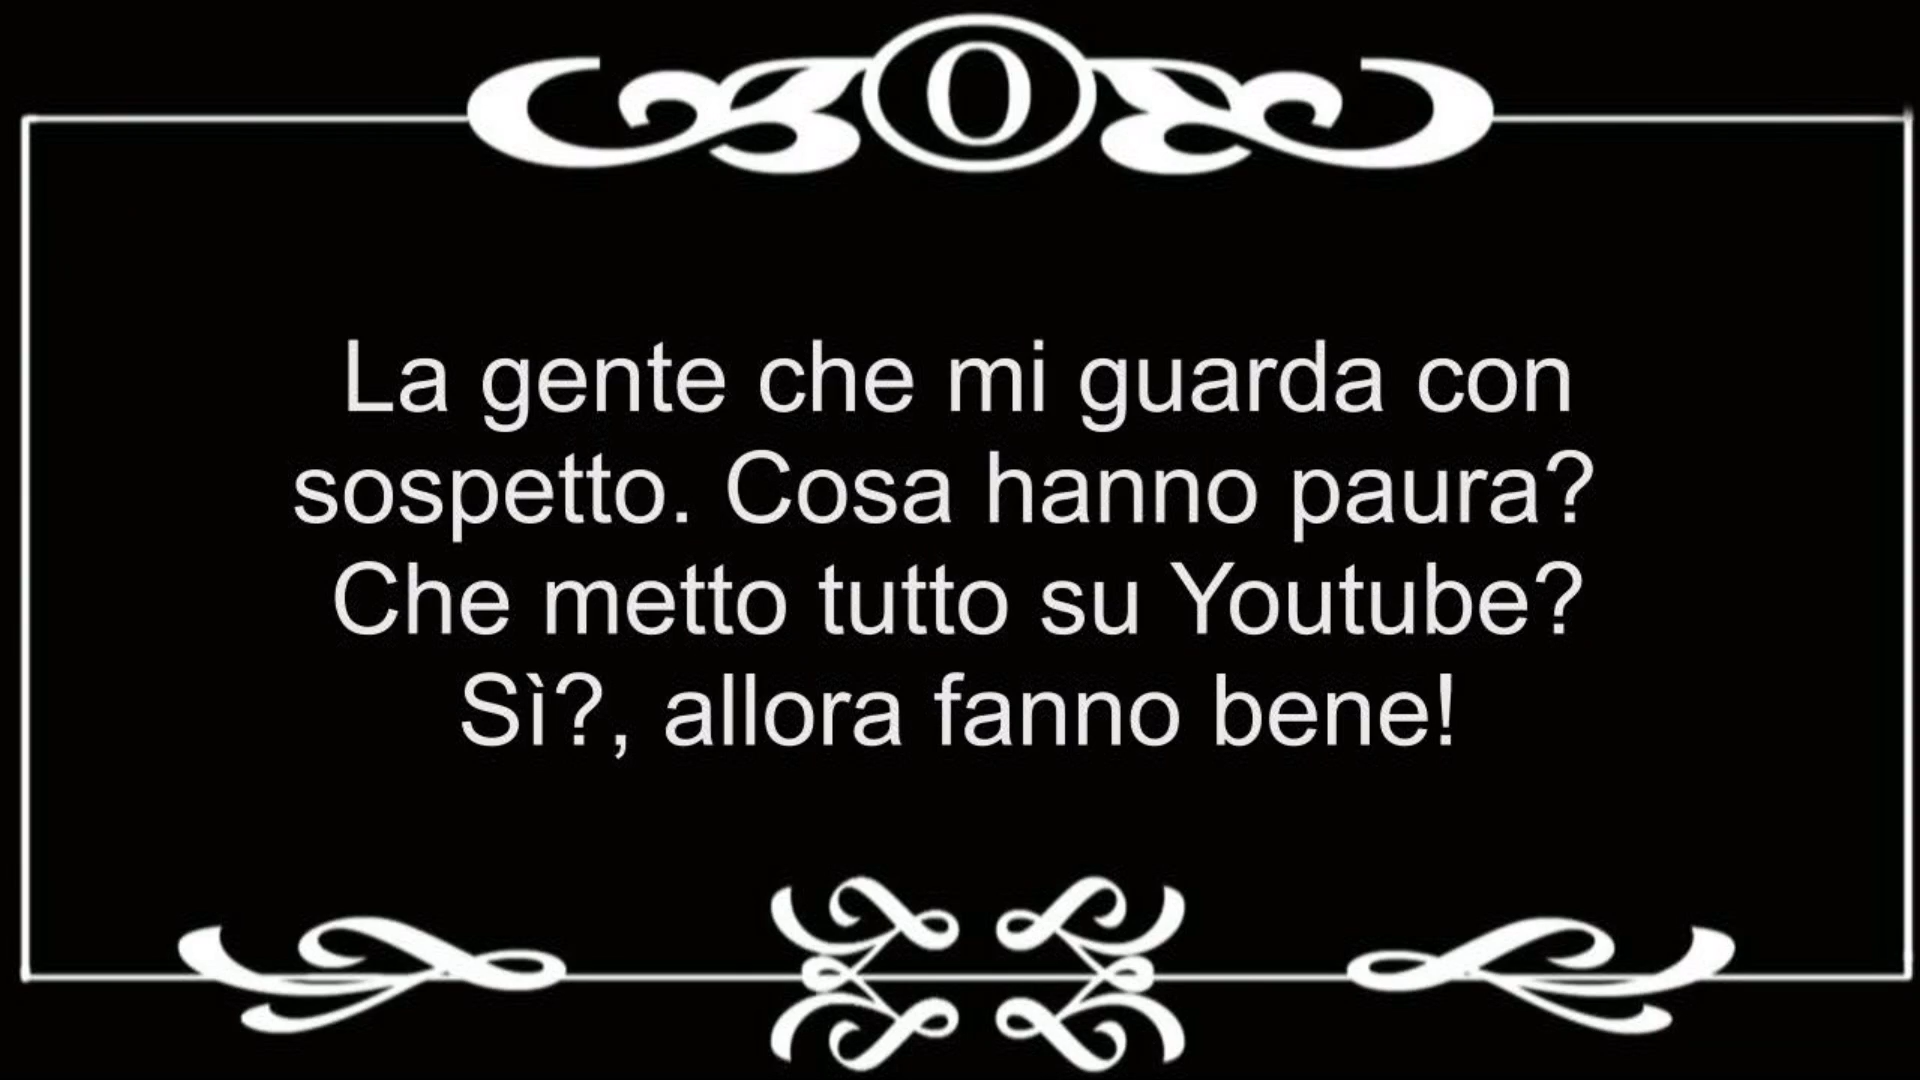 O
La gente che mi guarda con
sospetto. Cosa hanno paura?
Che metto tutto su Youtube?
Sì?, allora fanno bene!